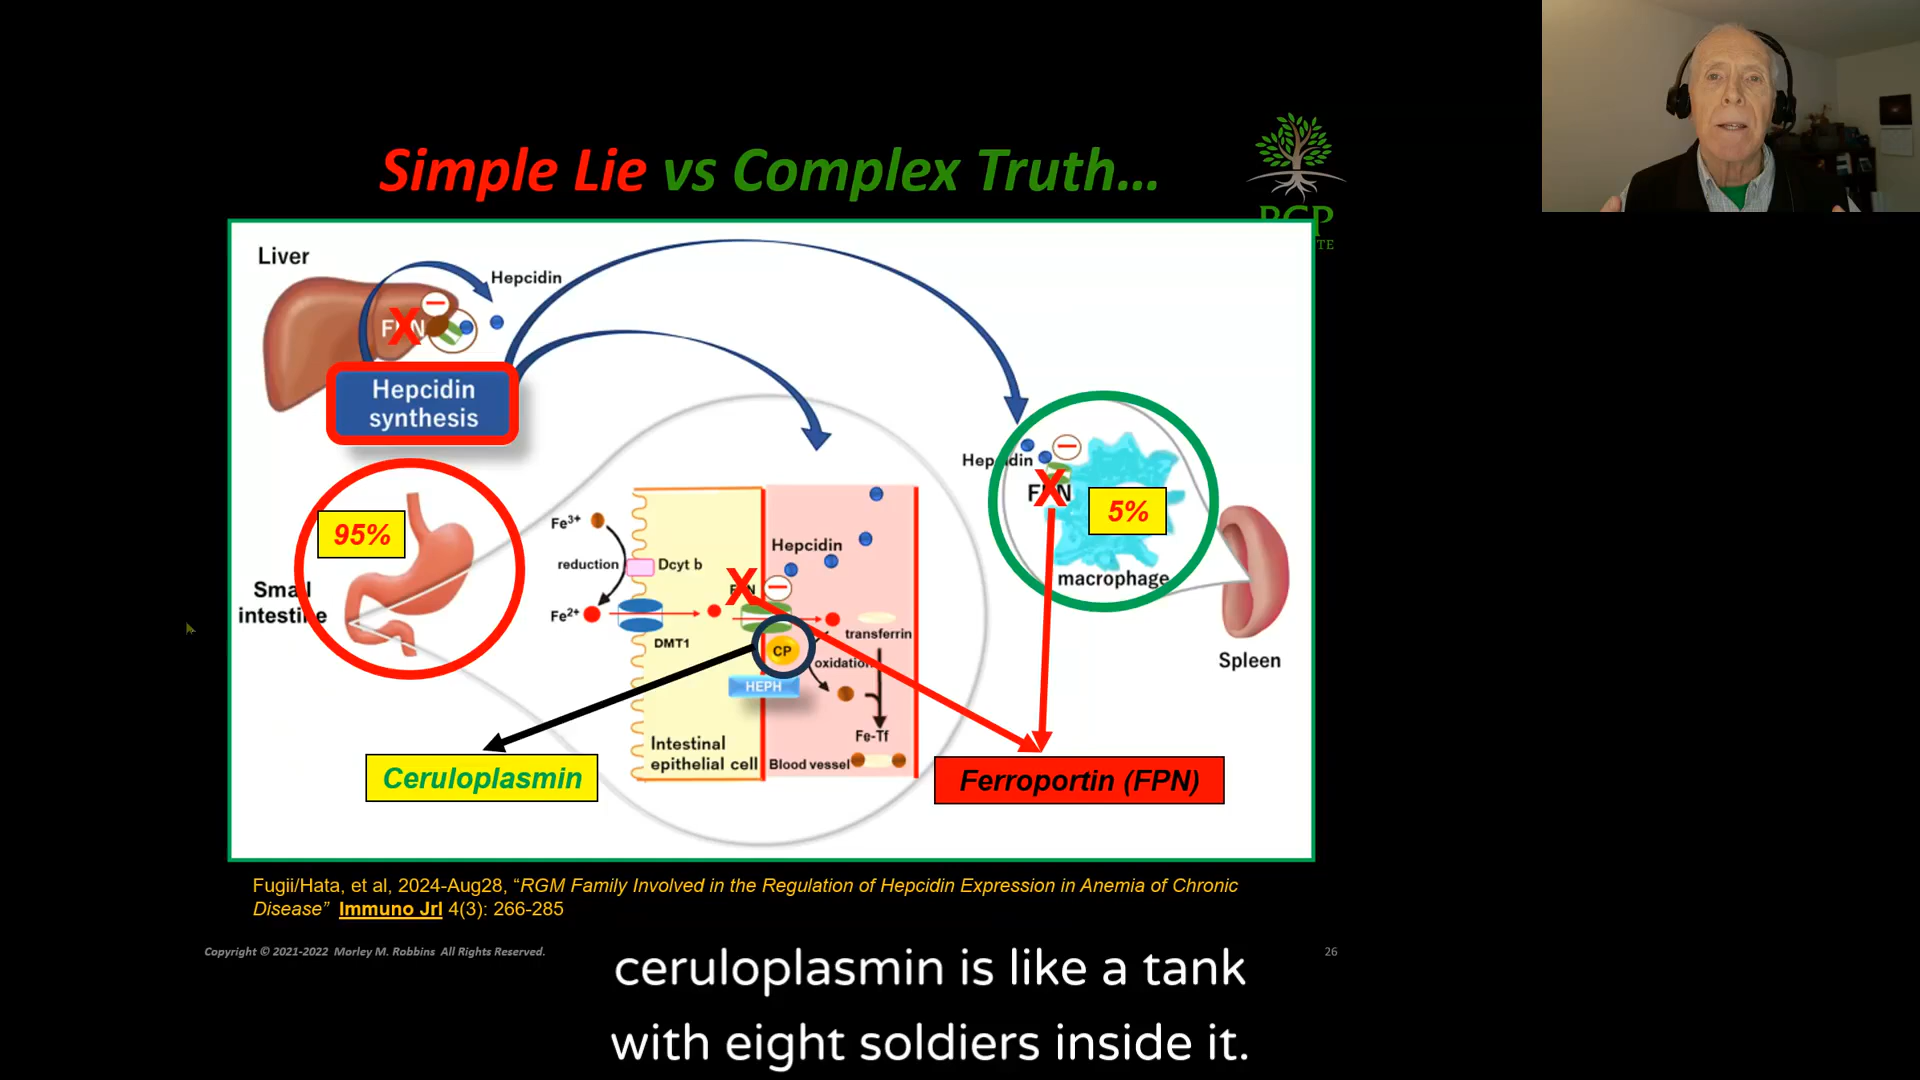 Simple Lie vs Complex Truth...
RGP
TE
Liver
Hepcidin
Hepcidin
synthesis
95%
Small
intestine
Fe3+
reduction
Dcyt b
Fe2+
DMT1
Hepcidin
FPN
CP
HEPH
transferrin
oxidation
Fe-Tf
Intestinal
epithelial cell
Blood vessel
Hepcidin
FPN
5%
macrophage
Spleen
Ceruloplasmin
Ferroportin (FPN)
Fugii/Hata, et al, 2024-Aug28, “RGM Family Involved in the Regulation of Hepcidin Expression in Anemia of Chronic
Disease” Immuno Jrl 4(3): 266-285
Copyright © 2021-2022 Morley M. Robbins All Rights Reserved.
26
ceruloplasmin is like a tank
with eight soldiers inside it.